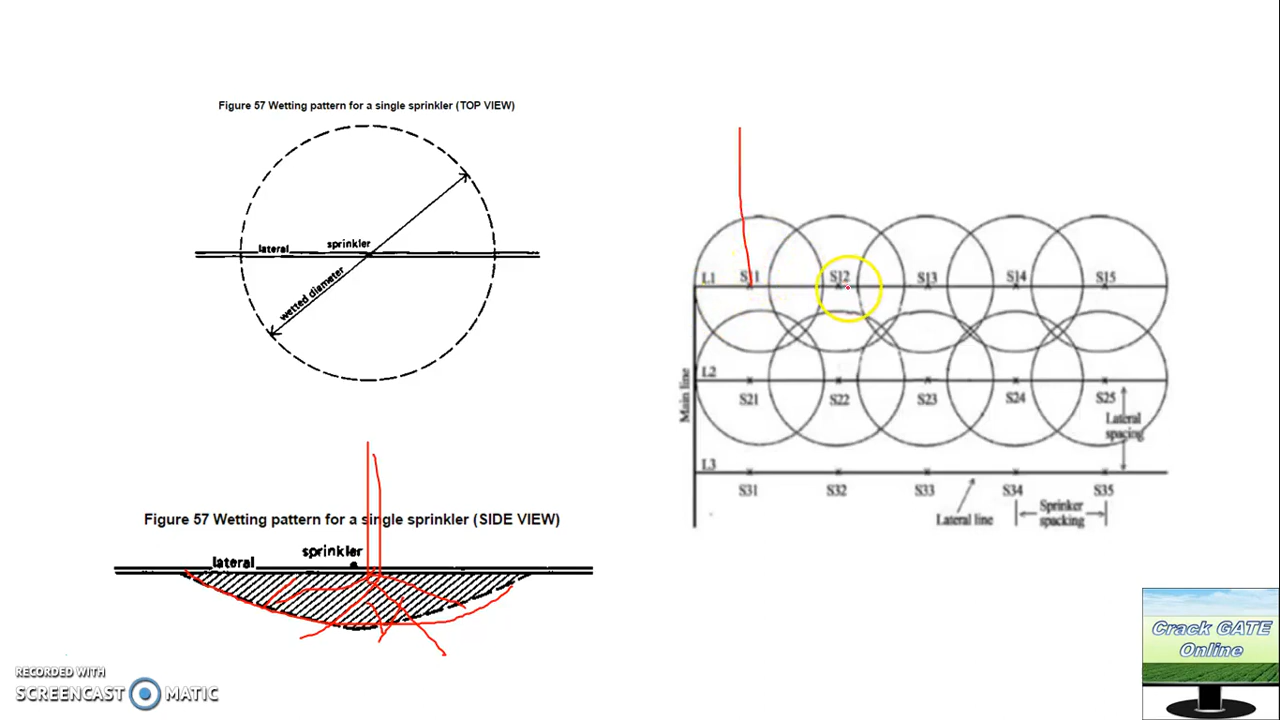 Figure 57 Wetting pattern for a single sprinkler (TOP VIEW)
lateral
sprinkler
wetted diameter
Figure 57 Wetting pattern for a single sprinkler (SIDE VIEW)
lateral
sprinkler
L1
S11
S12
S13
S14
S15
L2
S21
S22
S23
S24
S25
Main line
Lateral
spacing
L3
S31
S32
S33
S34
S35
Lateral line
Sprinker
spacking
Crack GATE
Online
RECORDED WITH
SCREENCAST MATIC